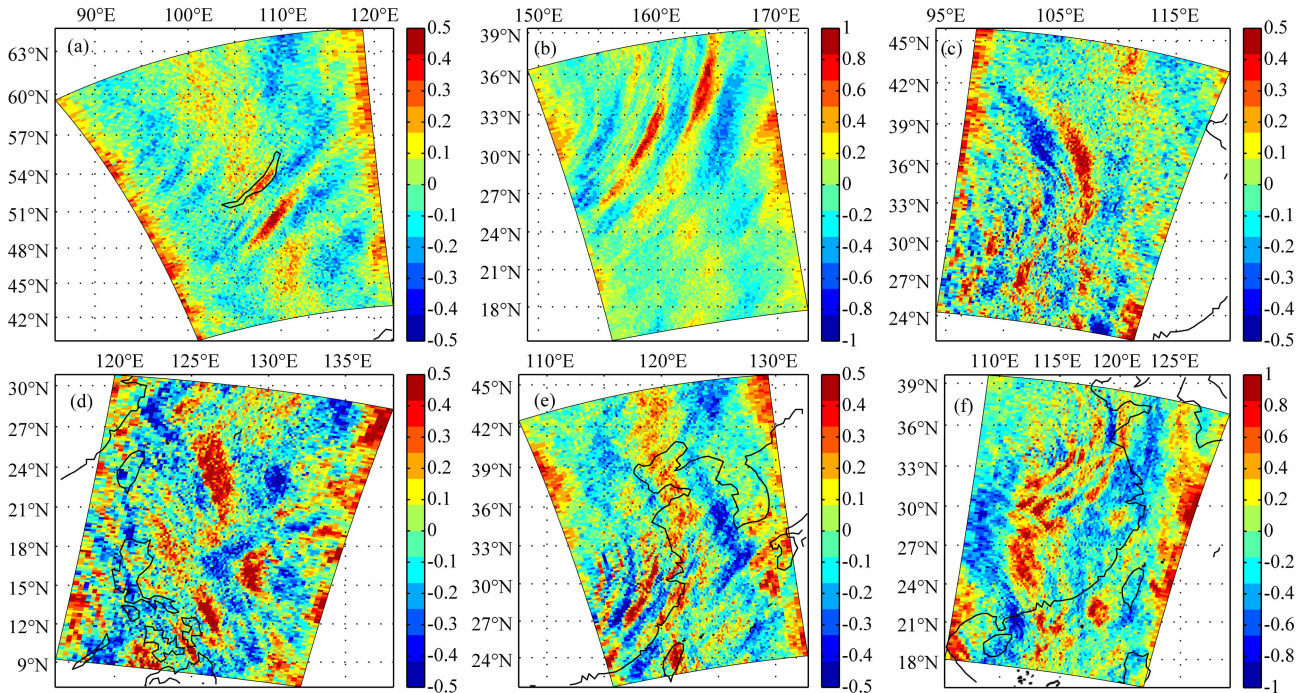 90°E 100°E 110°E 120°E
(a)
63°N
60°N
57°N
54°N
51°N
48°N
45°N
42°N
0.5
0.4
0.3
0.2
0.1
0
-0.1
-0.2
-0.3
-0.4
-0.5
150°E 160°E 170°E
(b)
39°N
36°N
33°N
30°N
27°N
24°N
21°N
18°N
1
0.8
0.6
0.4
0.2
0
-0.2
-0.4
-0.6
-0.8
-1
95°E 105°E 115°E
(c)
45°N
42°N
39°N
36°N
33°N
30°N
27°N
24°N
0.5
0.4
0.3
0.2
0.1
0
-0.1
-0.2
-0.3
-0.4
-0.5
120°E 125°E 130°E 135°E
(d)
30°N
27°N
24°N
21°N
18°N
15°N
12°N
9°N
0.5
0.4
0.3
0.2
0.1
0
-0.1
-0.2
-0.3
-0.4
-0.5
110°E 120°E 130°E
(e)
45°N
42°N
39°N
36°N
33°N
30°N
27°N
24°N
0.5
0.4
0.3
0.2
0.1
0
-0.1
-0.2
-0.3
-0.4
-0.5
110°E 115°E 120°E 125°E
(f)
39°N
36°N
33°N
30°N
27°N
24°N
21°N
18°N
1
0.8
0.6
0.4
0.2
0
-0.2
-0.4
-0.6
-0.8
-1